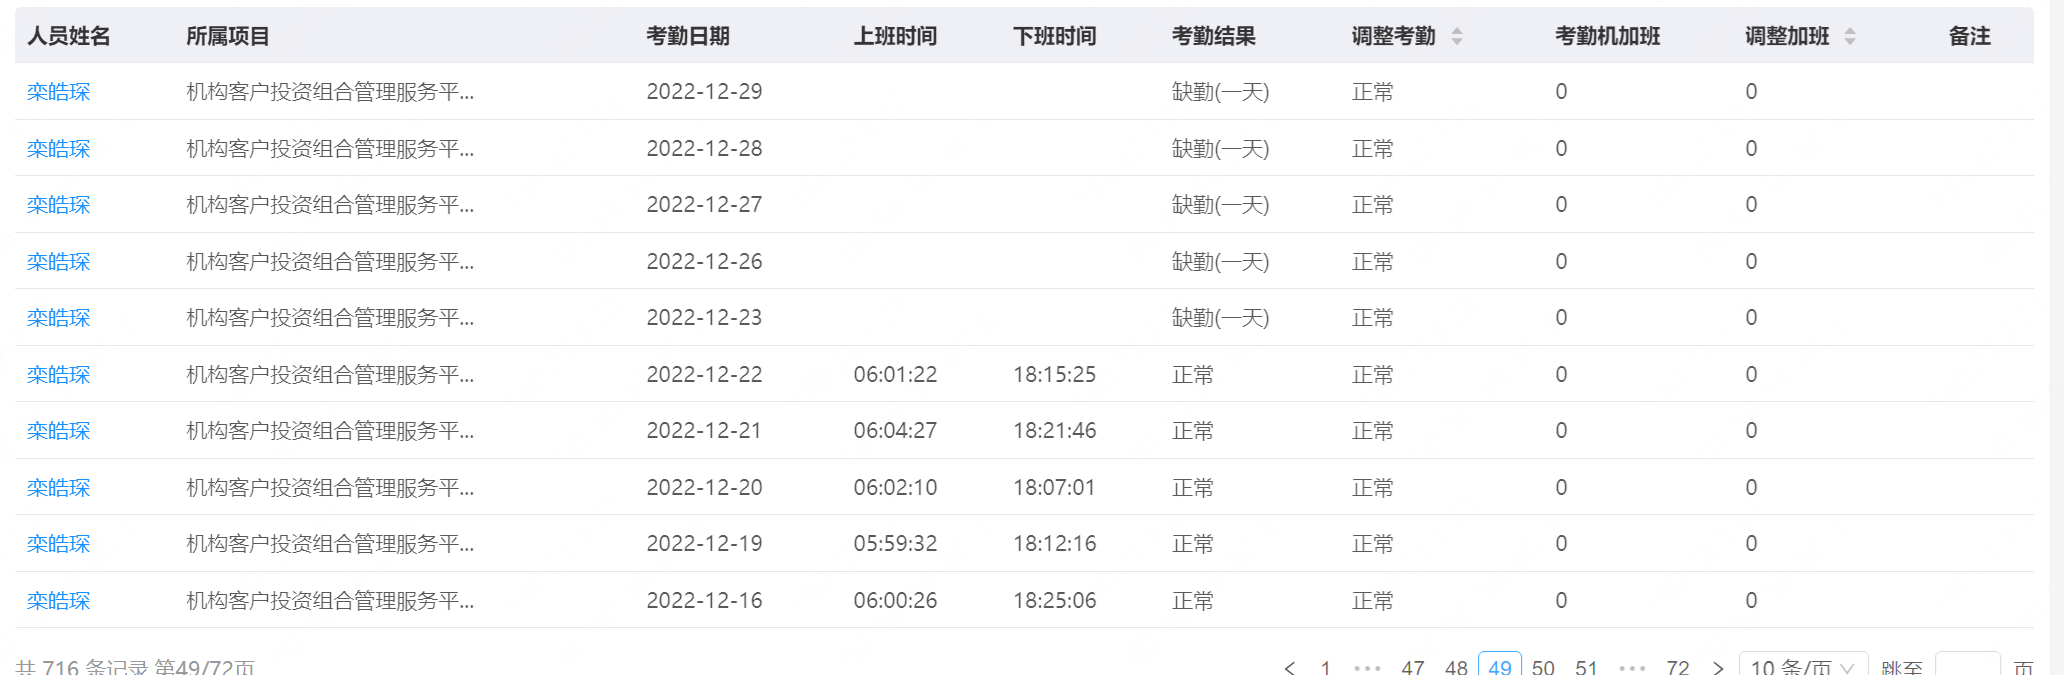 人员姓名 所属项目 考勤日期 上班时间 下班时间 考勤结果 调整考勤 考勤机加班 调整加班 备注
栾皓琛 机构客户投资组合管理服务平... 2022-12-29 缺勤(一天) 正常 0 0
栾皓琛 机构客户投资组合管理服务平... 2022-12-28 缺勤(一天) 正常 0 0
栾皓琛 机构客户投资组合管理服务平... 2022-12-27 缺勤(一天) 正常 0 0
栾皓琛 机构客户投资组合管理服务平... 2022-12-26 缺勤(一天) 正常 0 0
栾皓琛 机构客户投资组合管理服务平... 2022-12-23 缺勤(一天) 正常 0 0
栾皓琛 机构客户投资组合管理服务平... 2022-12-22 06:01:22 18:15:25 正常 正常 0 0
栾皓琛 机构客户投资组合管理服务平... 2022-12-21 06:04:27 18:21:46 正常 正常 0 0
栾皓琛 机构客户投资组合管理服务平... 2022-12-20 06:02:10 18:07:01 正常 正常 0 0
栾皓琛 机构客户投资组合管理服务平... 2022-12-19 05:59:32 18:12:16 正常 正常 0 0
栾皓琛 机构客户投资组合管理服务平... 2022-12-16 06:00:26 18:25:06 正常 正常 0 0
共 716 条记录 第49/72页 < 1 ••• 47 48 49 50 51 ••• 72 > 10 条/页 跳至 页